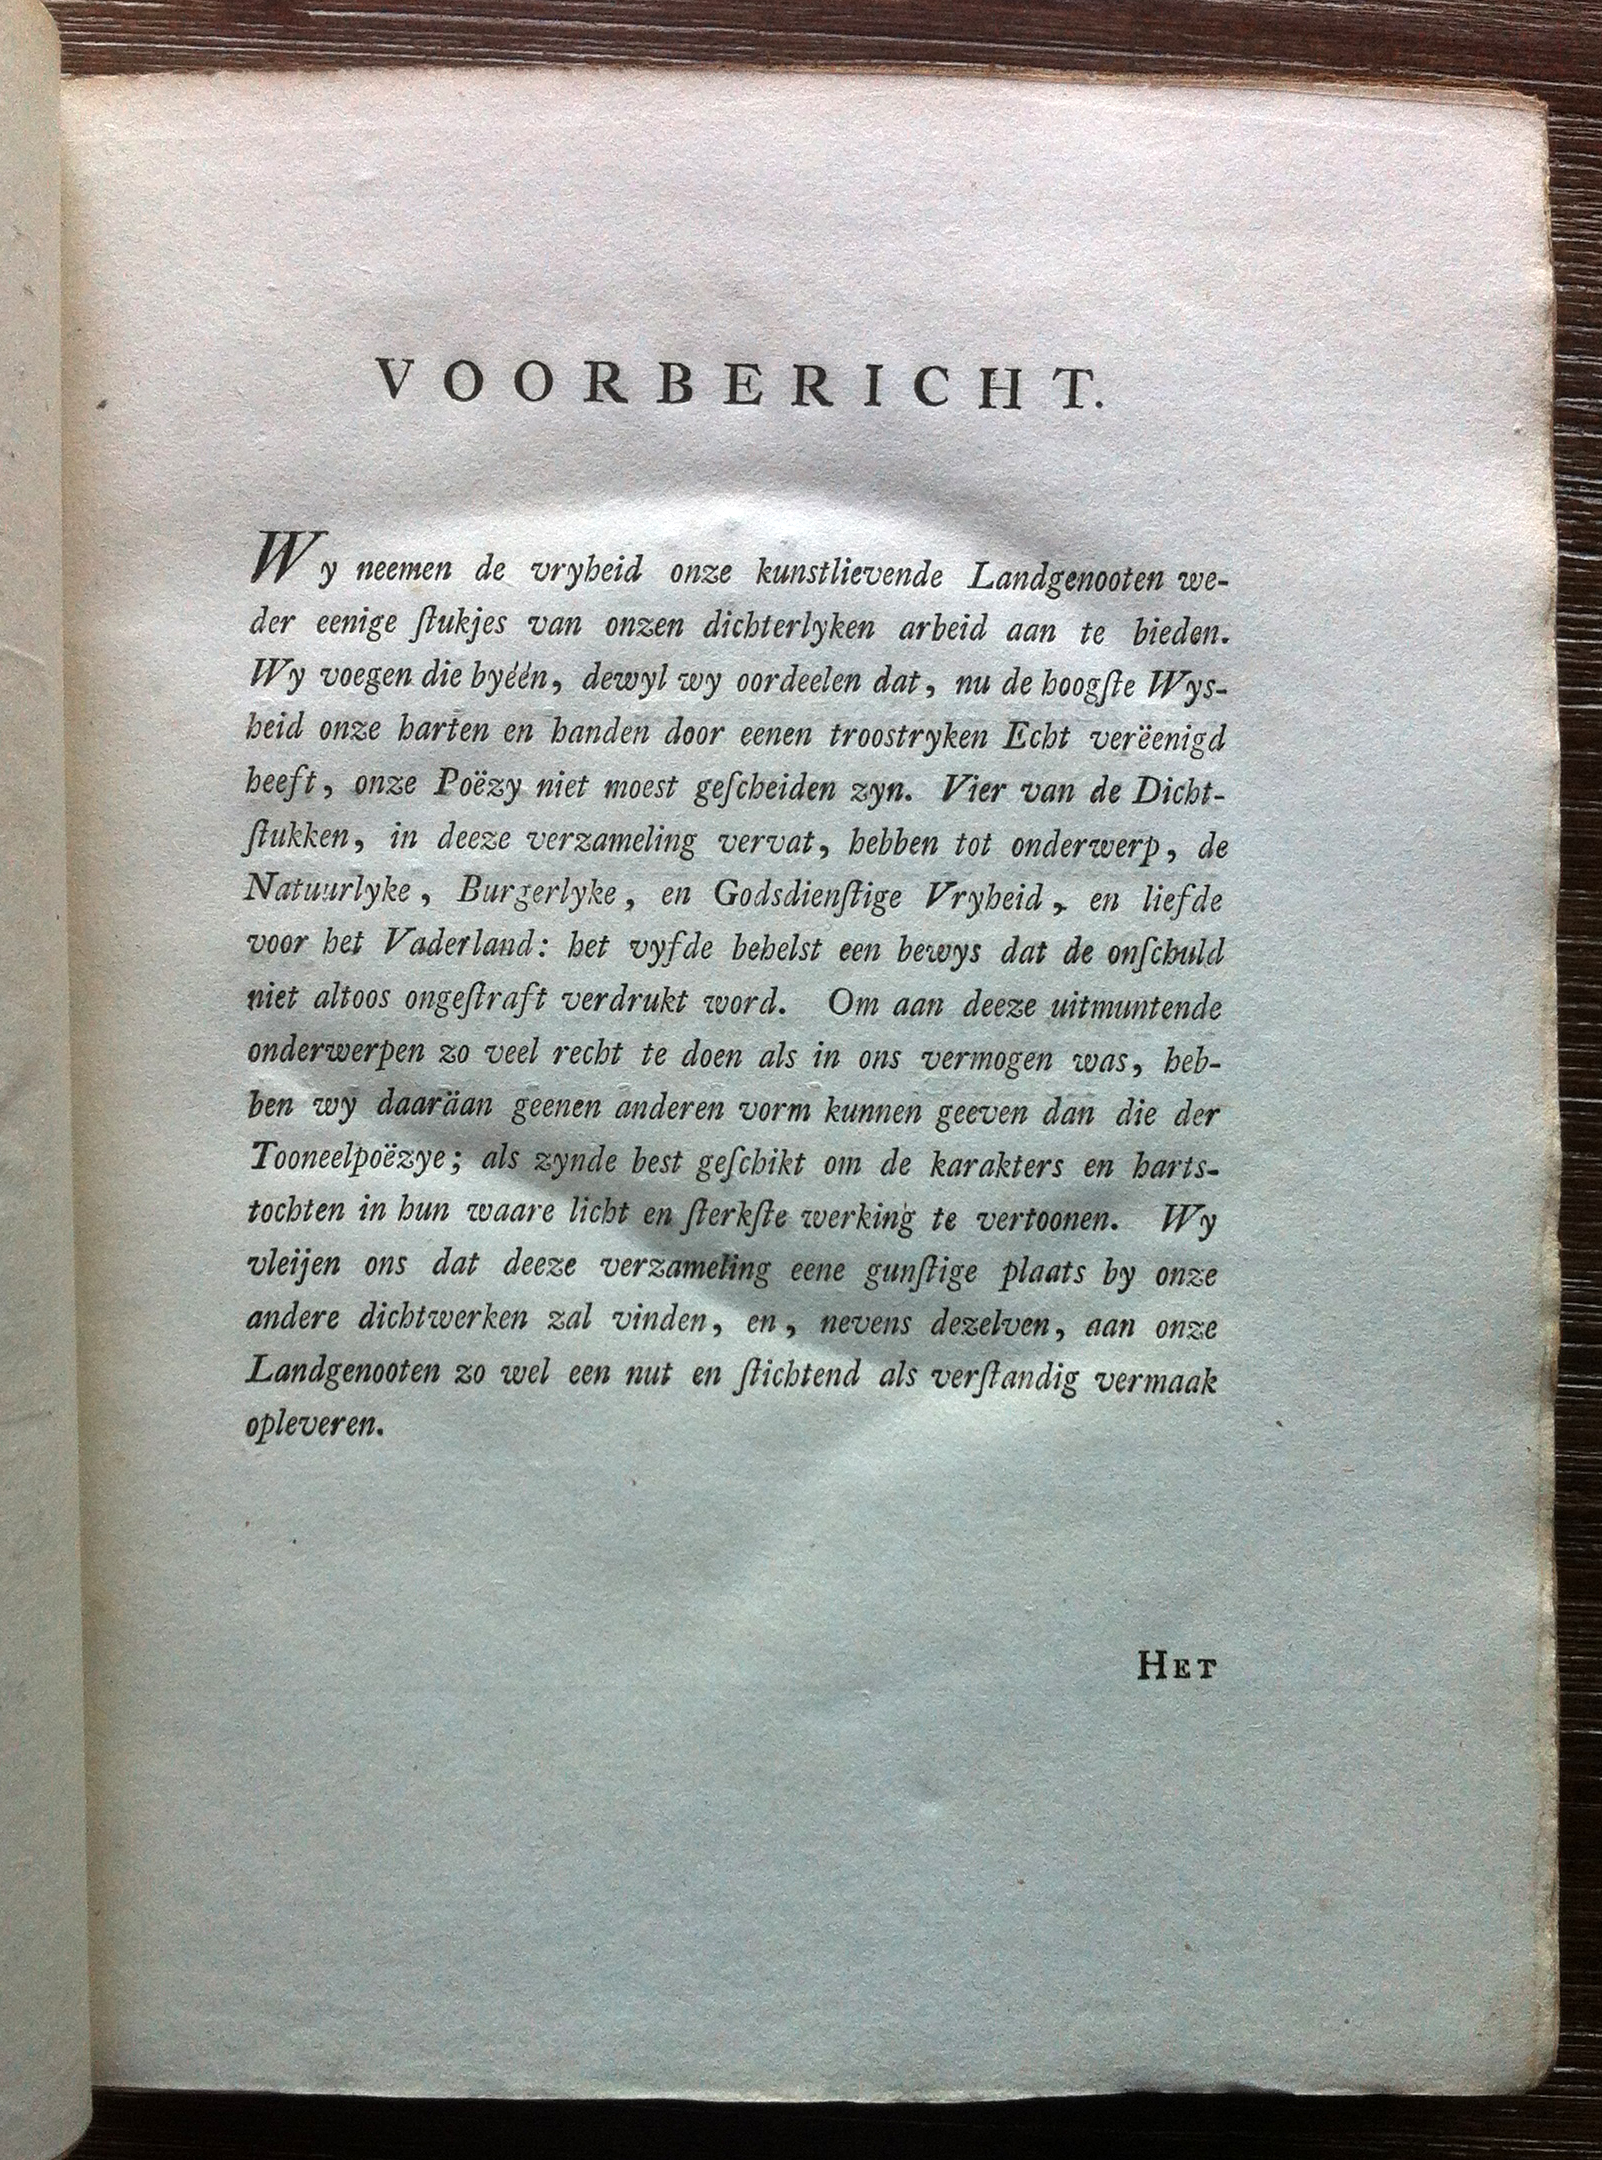 VOORBERICHT.
Wy neemen de vryheid onze kunstlievende Landgenooten we-
der eenige ſtukjes van onzen dichterlyken arbeid aan te bieden.
Wy voegen die byéén, dewyl wy oordeelen dat, nu de hoogſte Wys-
heid onze harten en handen door eenen troostryken Echt verëenigd
heeft, onze Poëzy niet moest geſcheiden zyn. Vier van de Dicht-
ſtukken, in deeze verzameling vervat, hebben tot onderwerp, de
Natuurlyke, Burgerlyke, en Godsdienſtige Vryheid, en liefde
voor het Vaderland: het vyfde behelst een bewys dat de onſchuld
niet altoos ongeſtraft verdrukt word. Om aan deeze uitmuntende
onderwerpen zo veel recht te doen als in ons vermogen was, heb-
ben wy daaräan geenen anderen vorm kunnen geeven dan die der
Tooneelpoëzye; als zynde best geſchikt om de karakters en harts-
tochten in hun waare licht en ſterkſte werking te vertoonen. Wy
vleijen ons dat deeze verzameling eene gunſtige plaats by onze
andere dichtwerken zal vinden, en, nevens dezelven, aan onze
Landgenooten zo wel een nut en ſtichtend als verſtandig vermaak
opleveren.
HET